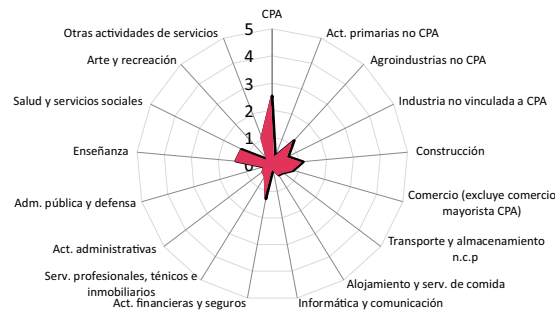 CPA
5
Otras actividades de servicios
Act. primarias no CPA
4
Arte y recreación
Agroindustrias no CPA
3
Salud y servicios sociales
Industria no vinculada a CPA
2
1
Enseñanza
Construcción
0
Adm. pública y defensa
Comercio (excluye comercio
mayorista CPA)
Act. administrativas
Transporte y almacenamiento
n.c.p
Serv. profesionales, ténicos e
inmobiliarios
Alojamiento y serv. de comida
Act. financieras y seguros
Informática y comunicación